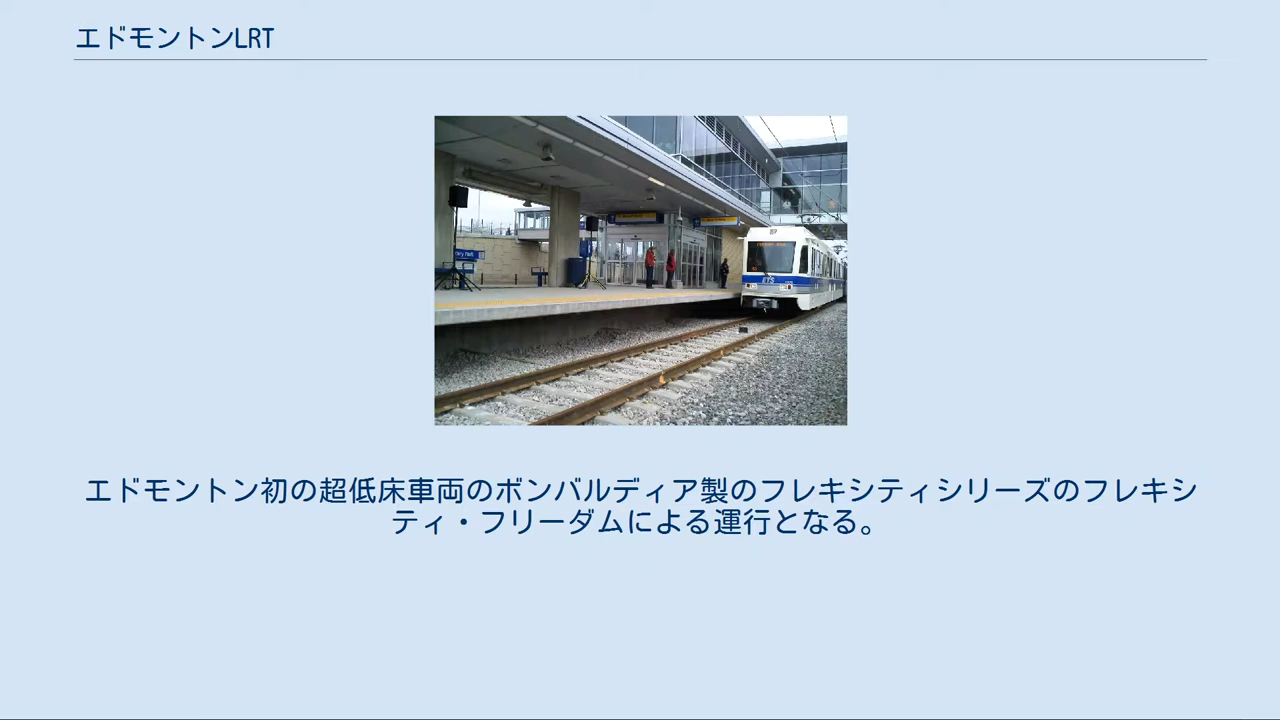 エドモントンLRT
エドモントン初の超低床車両のボンバルディア製のフレキシティシリーズのフレキシ
ティ・フリーダムによる運行となる。